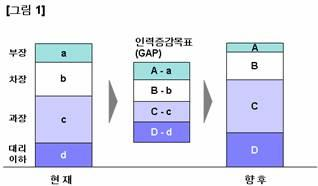 [그림 1]
부장
차장
과장
대리
이하
a
b
c
d
현 재
인력증감목표
(GAP)
A - a
B - b
C - c
D - d
A
B
C
D
향 후